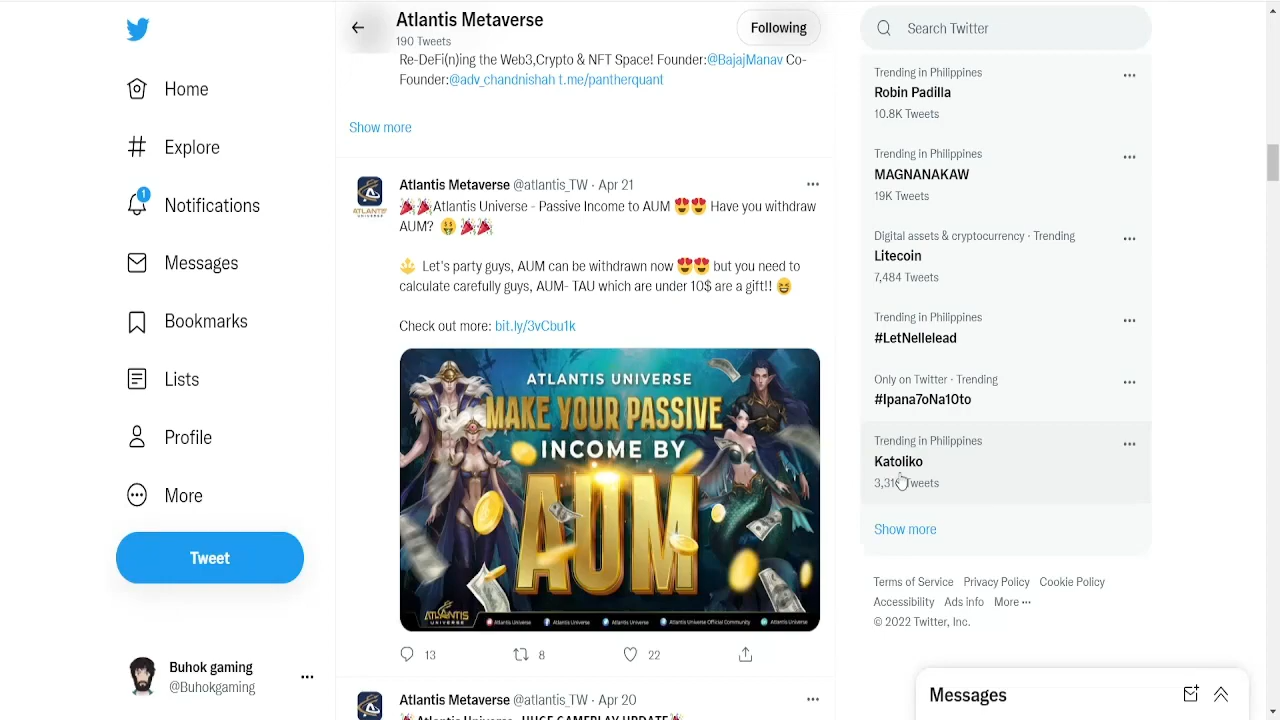 Home
Explore
1
Notifications
Messages
Bookmarks
Lists
Profile
More
Tweet
Buhok gaming
@Buhokgaming
Atlantis Metaverse
190 Tweets
Following
Re-DeFi(n)ing the Web3,Crypto & NFT Space! Founder:@BajajManav Co-
Founder:@adv_chandnishah t.me/pantherquant
Show more
Atlantis Metaverse @atlantis_TW · Apr 21
🎉🎉Atlantis Universe - Passive Income to AUM 😍😍 Have you withdraw
AUM? 🤑 🎉🎉
🔱 Let's party guys, AUM can be withdrawn now 😍😍 but you need to
calculate carefully guys, AUM- TAU which are under 10$ are a gift!! 😆
Check out more: bit.ly/3vCbu1k
ATLANTIS UNIVERSE
MAKE YOUR PASSIVE
INCOME BY
AUM
ATLANTIS
UNIVERSE
Atlantis Universe
Atlantis Universe
Atlantis Universe
Atlantis Universe Official Community
Atlantis Universe
13
8
22
Atlantis Metaverse @atlantis_TW · Apr 20
🎉Atlantis Universe - HUGE GAMEPLAY UPDATE🎉
Search Twitter
Trending in Philippines
Robin Padilla
10.8K Tweets
Trending in Philippines
MAGNANAKAW
19K Tweets
Digital assets & cryptocurrency · Trending
Litecoin
7,484 Tweets
Trending in Philippines
#LetNellelead
Only on Twitter · Trending
#Ipana7oNa10to
Trending in Philippines
Katoliko
Tweets
Show more
Terms of Service Privacy Policy Cookie Policy
Accessibility Ads info More ···
© 2022 Twitter, Inc.
Messages